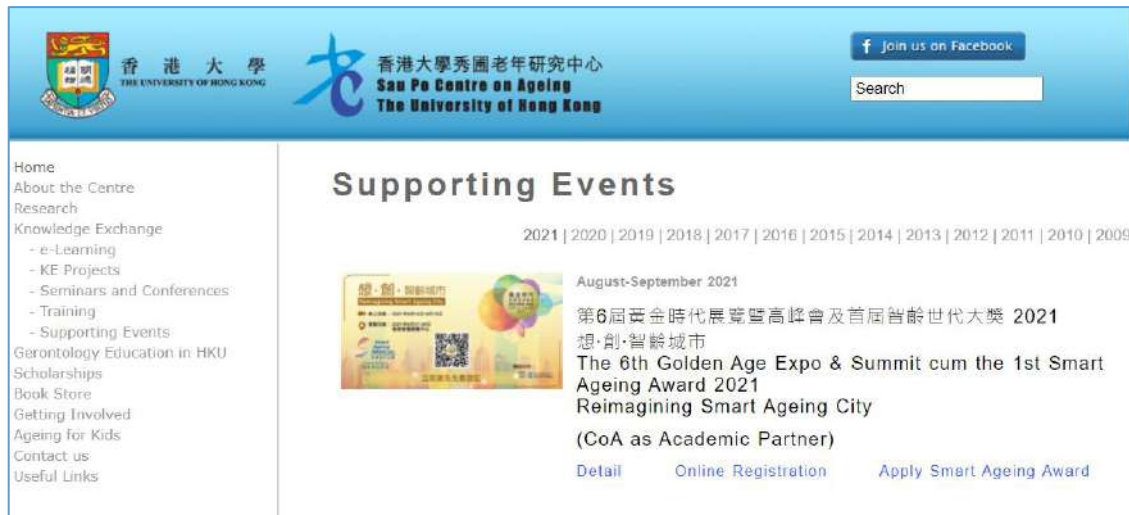 香港大學
THE UNIVERSITY OF HONG KONG
香港大學秀圃老年研究中心
Sau Po Centre on Ageing
The University of Hong Kong
f Join us on Facebook
Search
Home
About the Centre
Research
Knowledge Exchange
- e-Learning
- KE Projects
- Seminars and Conferences
- Training
- Supporting Events
Gerontology Education in HKU
Scholarships
Book Store
Getting Involved
Ageing for Kids
Contact us
Useful Links
Supporting Events
2021 | 2020 | 2019 | 2018 | 2017 | 2016 | 2015 | 2014 | 2013 | 2012 | 2011 | 2010 | 2009
想·創·智齡城市
Reimagining Smart Ageing City
August-September 2021
第6屆黃金時代展覽暨高峰會及首屆智齡世代大獎 2021
想·創·智齡城市
The 6th Golden Age Expo & Summit cum the 1st Smart
Ageing Award 2021
Reimagining Smart Ageing City
(CoA as Academic Partner)
Detail Online Registration Apply Smart Ageing Award